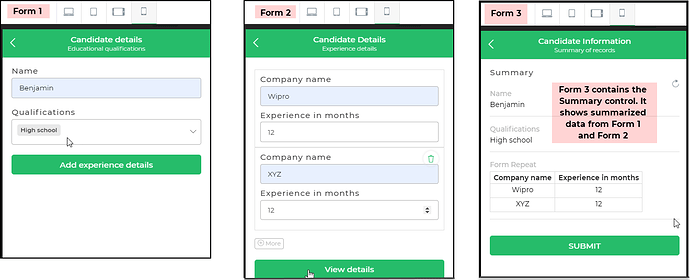 Form 1
Candidate details
Educational qualifications
Name
Benjamin
Qualifications
High school
Add experience details
Form 2
Candidate Details
Experience details
Company name
Wipro
Experience in months
12
Company name
XYZ
Experience in months
12
More
View details
Form 3
Candidate Information
Summary of records
Summary
Name
Benjamin
Qualifications
High school
Form Repeat
Company name Experience in months
Wipro 12
XYZ 12
SUBMIT
Form 3 contains the
Summary control. It
shows summarized
data from Form 1
and Form 2